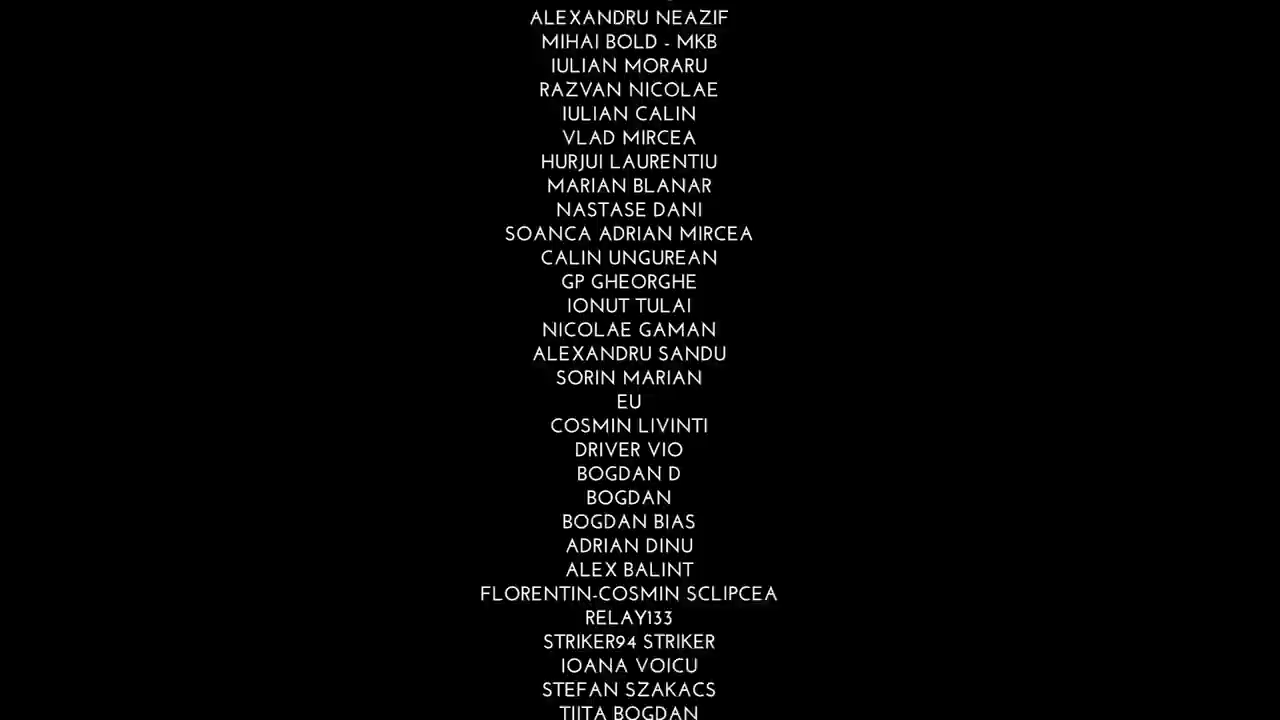 ALEXANDRU NEAZIF
MIHAI BOLD - MKB
IULIAN MORARU
RAZVAN NICOLAE
IULIAN CALIN
VLAD MIRCEA
HURJUI LAURENTIU
MARIAN BLANAR
NASTASE DANI
SOANCA ADRIAN MIRCEA
CALIN UNGUREAN
GP GHEORGHE
IONUT TULAI
NICOLAE GAMAN
ALEXANDRU SANDU
SORIN MARIAN
EU
COSMIN LIVINTI
DRIVER VIO
BOGDAN D
BOGDAN
BOGDAN BIAS
ADRIAN DINU
ALEX BALINT
FLORENTIN-COSMIN SCLIPCEA
RELAY133
STRIKER94 STRIKER
IOANA VOICU
STEFAN SZAKACS
TIITA BOGDAN